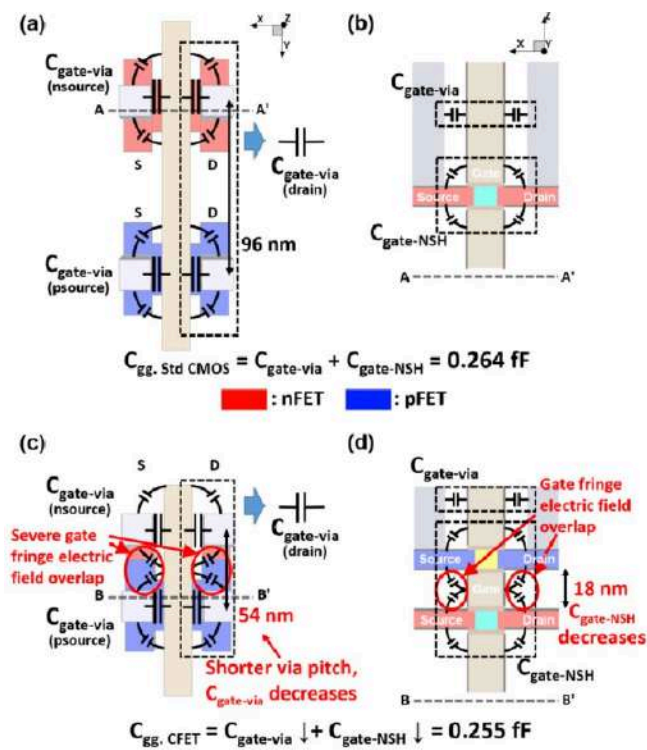 (a)
X
Z
Y
C gate-via
(nsource)
A
A'
S
D
C gate-via
(drain)
S
D
C gate-via
(psource)
96 nm
(b)
Z
X
Y
C gate-via
Gate
Source
Drain
C gate-NSH
A
A'
C gg. Std CMOS = C gate-via + C gate-NSH = 0.264 fF
: nFET
: pFET
(c)
S
D
C gate-via
(nsource)
C gate-via
(drain)
Severe gate
fringe electric
field overlap
B
B'
C gate-via
(psource)
54 nm
Shorter via pitch,
C gate-via decreases
(d)
C gate-via
Gate fringe
electric field
overlap
Source
Drain
Gate
18 nm
C gate-NSH
decreases
Source
Drain
C gate-NSH
B
B'
C gg. CFET = C gate-via ↓ + C gate-NSH ↓ = 0.255 fF